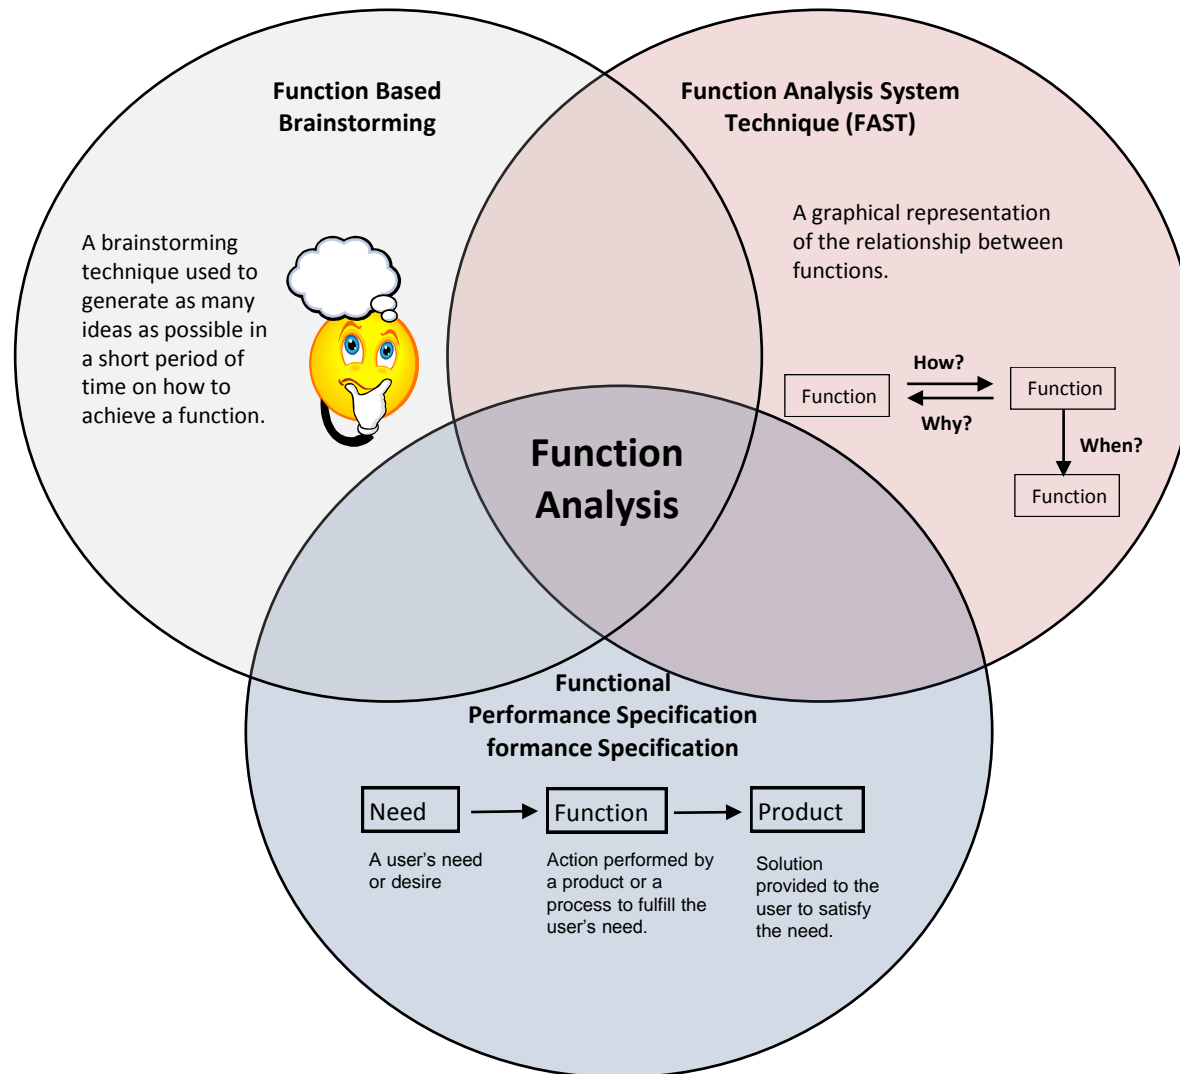 Function Based
Brainstorming
A brainstorming
technique used to
generate as many
ideas as possible in
a short period of
time on how to
achieve a function.
Function Analysis System
Technique (FAST)
A graphical representation
of the relationship between
functions.
How?
Function
Function
Why?
When?
Function
Function
Analysis
Functional
Performance Specification
formance Specification
Need
Function
Product
A user’s need
or desire
Action performed by
a product or a
process to fulfill the
user’s need.
Solution
provided to the
user to satisfy
the need.